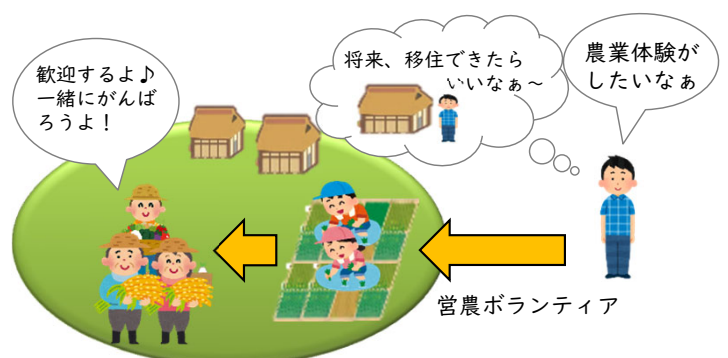 歓迎するよ♪
一緒にがんば
ろうよ！
将来、移住できたら
いいなぁ～
農業体験が
したいなぁ
営農ボランティア